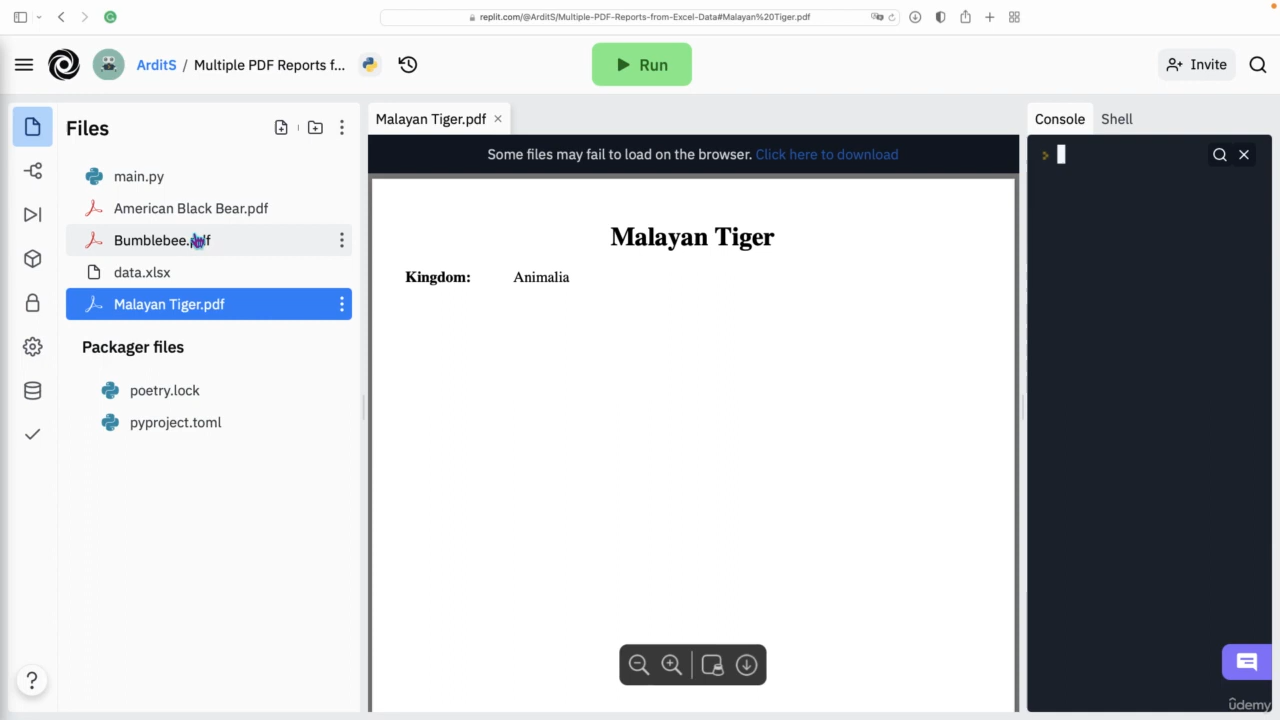 replit.com/@ArditS/Multiple-PDF-Reports-from-Excel-Data#Malayan%20Tiger.pdf
ArditS / Multiple PDF Reports f...
Run
Invite
Files
main.py
American Black Bear.pdf
Bumblebee.pdf
data.xlsx
Malayan Tiger.pdf
Packager files
poetry.lock
pyproject.toml
?
Malayan Tiger.pdf
Some files may fail to load on the browser. Click here to download
Malayan Tiger
Kingdom: Animalia
Console Shell
ûdemy